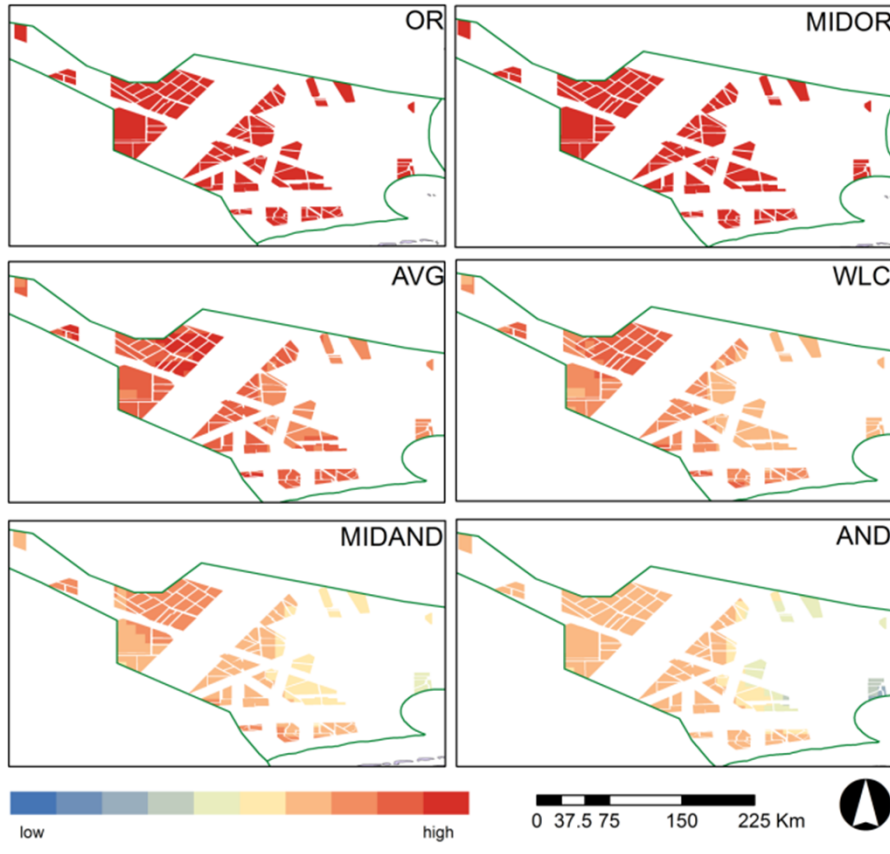 OR
MIDOR
AVG
WLC
MIDAND
AND
low high
0 37.5 75 150 225 Km